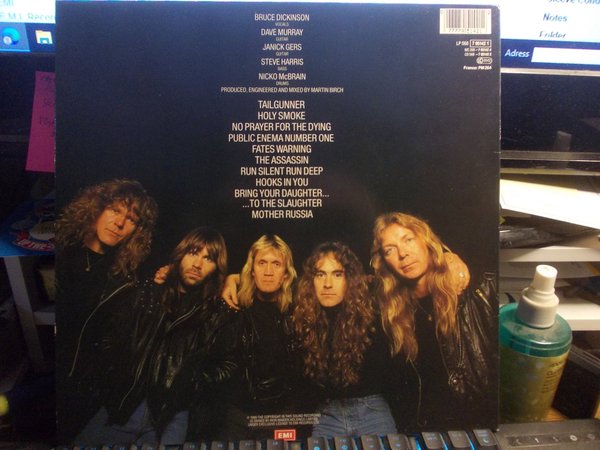 BRUCE DICKINSON
VOCALS
DAVE MURRAY
GUITAR
JANICK GERS
GUITAR
STEVE HARRIS
BASS
NICKO McBRAIN
DRUMS
PRODUCED, ENGINEERED AND MIXED BY MARTIN BIRCH
TAILGUNNER
HOLY SMOKE
NO PRAYER FOR THE DYING
PUBLIC ENEMA NUMBER ONE
FATES WARNING
THE ASSASSIN
RUN SILENT RUN DEEP
HOOKS IN YOU
BRING YOUR DAUGHTER...
...TO THE SLAUGHTER
MOTHER RUSSIA
EMI
France: PM 264
Notes
Folder
Adress